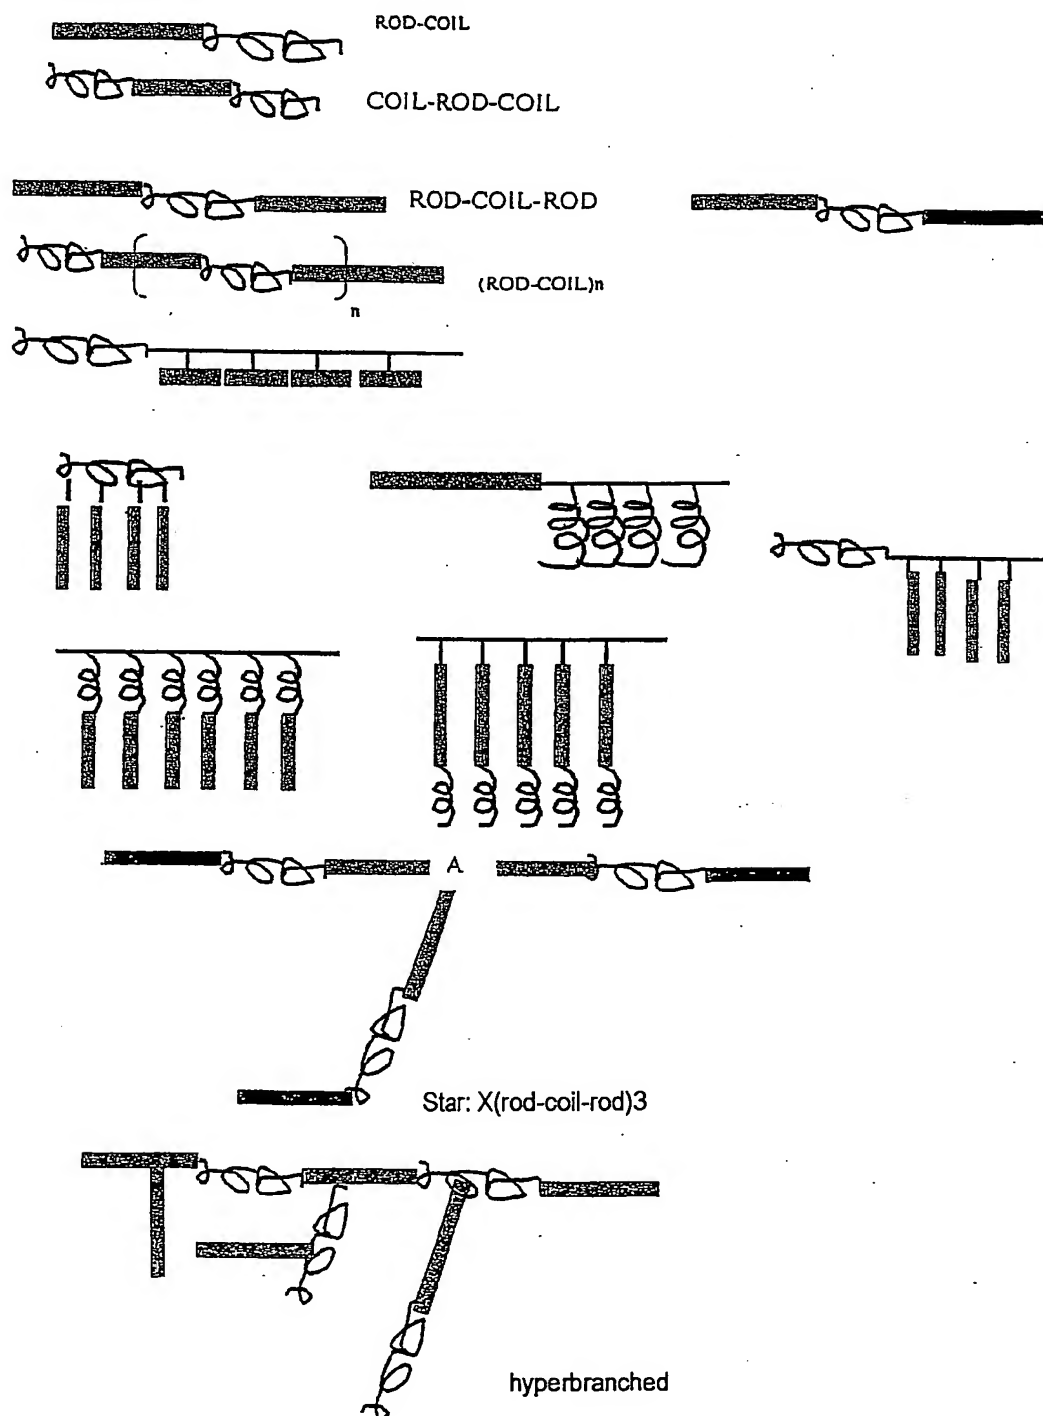 ROD-COIL
COIL-ROD-COIL
ROD-COIL-ROD
(ROD-COIL)n
n
A
Star: X(rod-coil-rod)3
hyperbranched